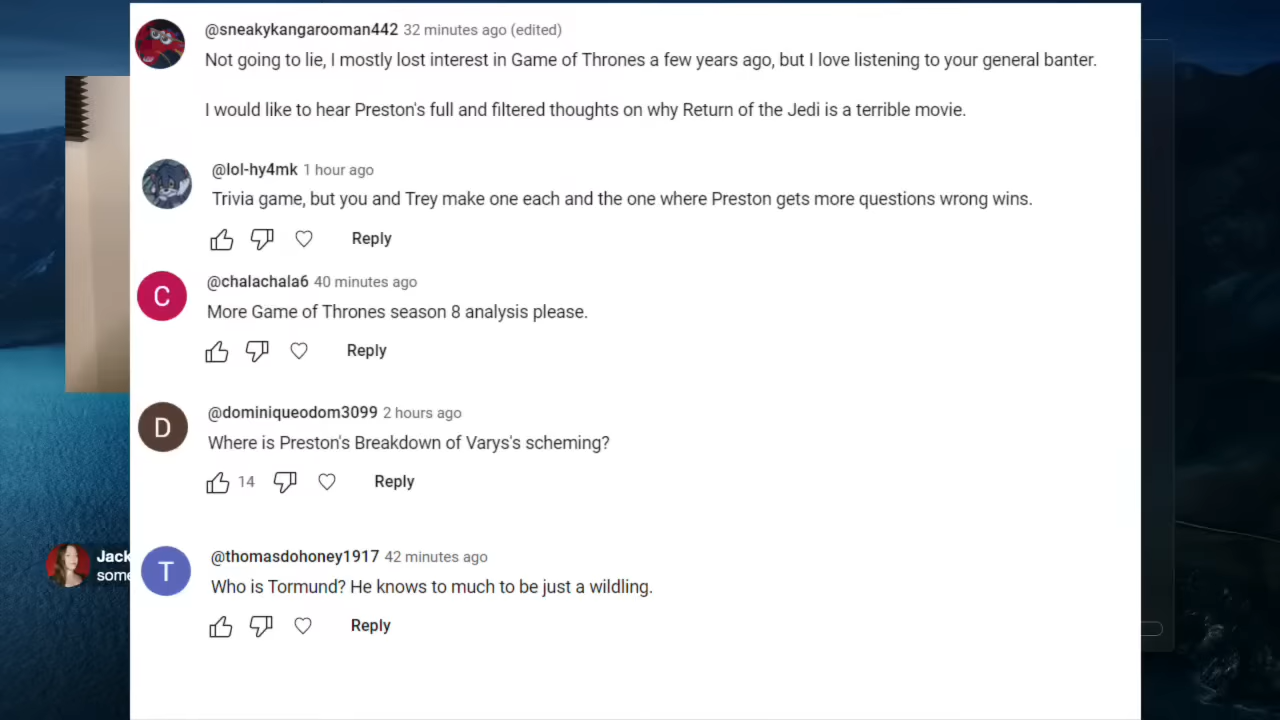 @sneakykangarooman442 32 minutes ago (edited)
Not going to lie, I mostly lost interest in Game of Thrones a few years ago, but I love listening to your general banter.
I would like to hear Preston's full and filtered thoughts on why Return of the Jedi is a terrible movie.
@lol-hy4mk 1 hour ago
Trivia game, but you and Trey make one each and the one where Preston gets more questions wrong wins.
Reply
C
@chalachala6 40 minutes ago
More Game of Thrones season 8 analysis please.
Reply
D
@dominiqueodom3099 2 hours ago
Where is Preston's Breakdown of Varys's scheming?
14 Reply
Jack
some
T
@thomasdohoney1917 42 minutes ago
Who is Tormund? He knows to much to be just a wildling.
Reply